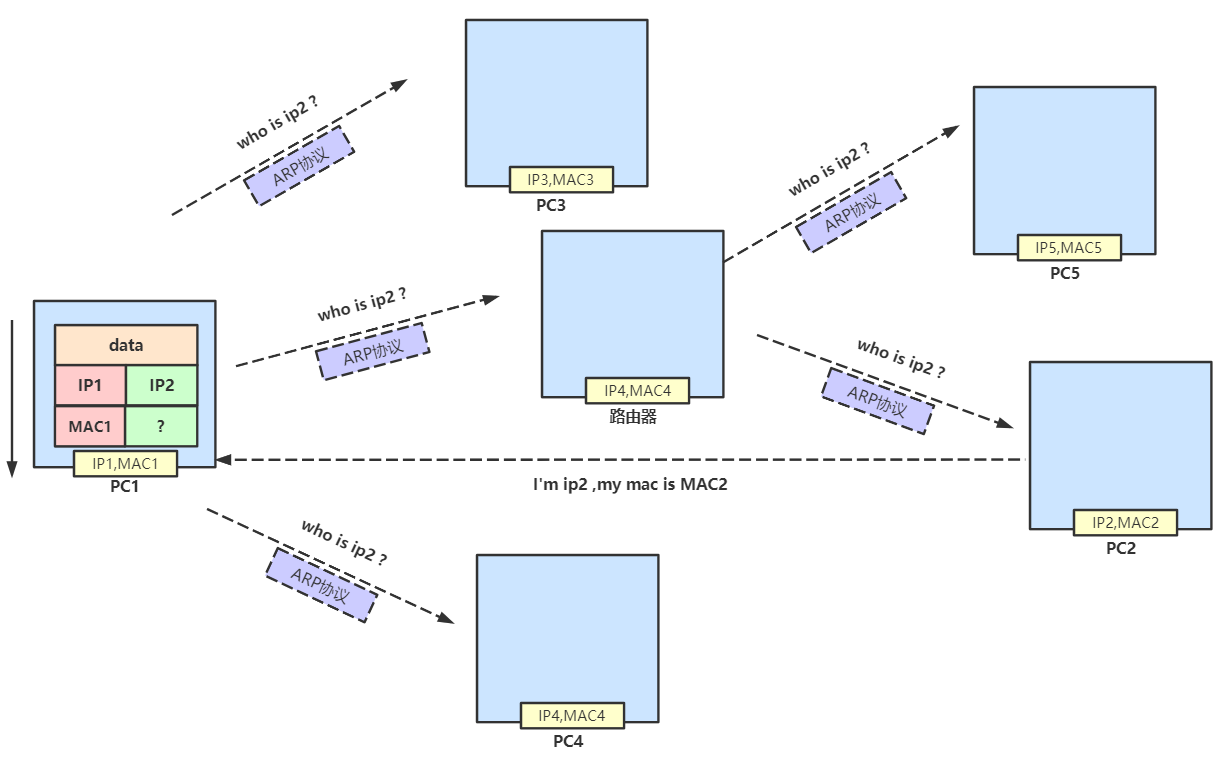 who is ip2 ?
ARP协议
IP3,MAC3
PC3
who is ip2 ?
ARP协议
IP5,MAC5
PC5
who is ip2 ?
ARP协议
IP4,MAC4
路由器
who is ip2 ?
ARP协议
data
IP1
IP2
MAC1
?
IP1,MAC1
PC1
I'm ip2 ,my mac is MAC2
IP2,MAC2
PC2
who is ip2 ?
ARP协议
IP4,MAC4
PC4